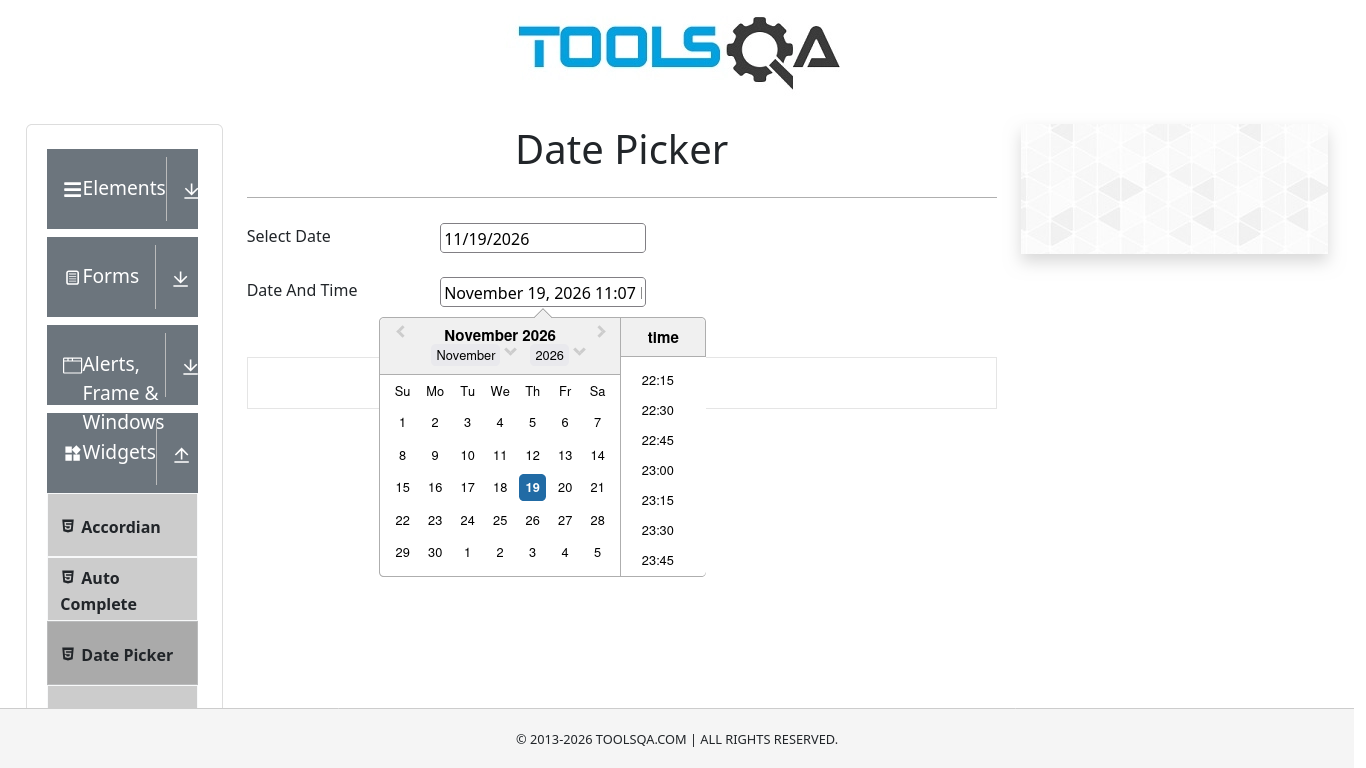 TOOLSQA
Date Picker
Elements
Forms
Alerts,
Frame &
Windows
Widgets
Accordian
Auto
Complete
Date Picker
Select Date
11/19/2026
Date And Time
November 19, 2026 11:07
November 2026
November 2026
Su Mo Tu We Th Fr Sa
1 2 3 4 5 6 7
8 9 10 11 12 13 14
15 16 17 18 19 20 21
22 23 24 25 26 27 28
29 30 1 2 3 4 5
time
22:15
22:30
22:45
23:00
23:15
23:30
23:45
© 2013-2026 TOOLSQA.COM | ALL RIGHTS RESERVED.